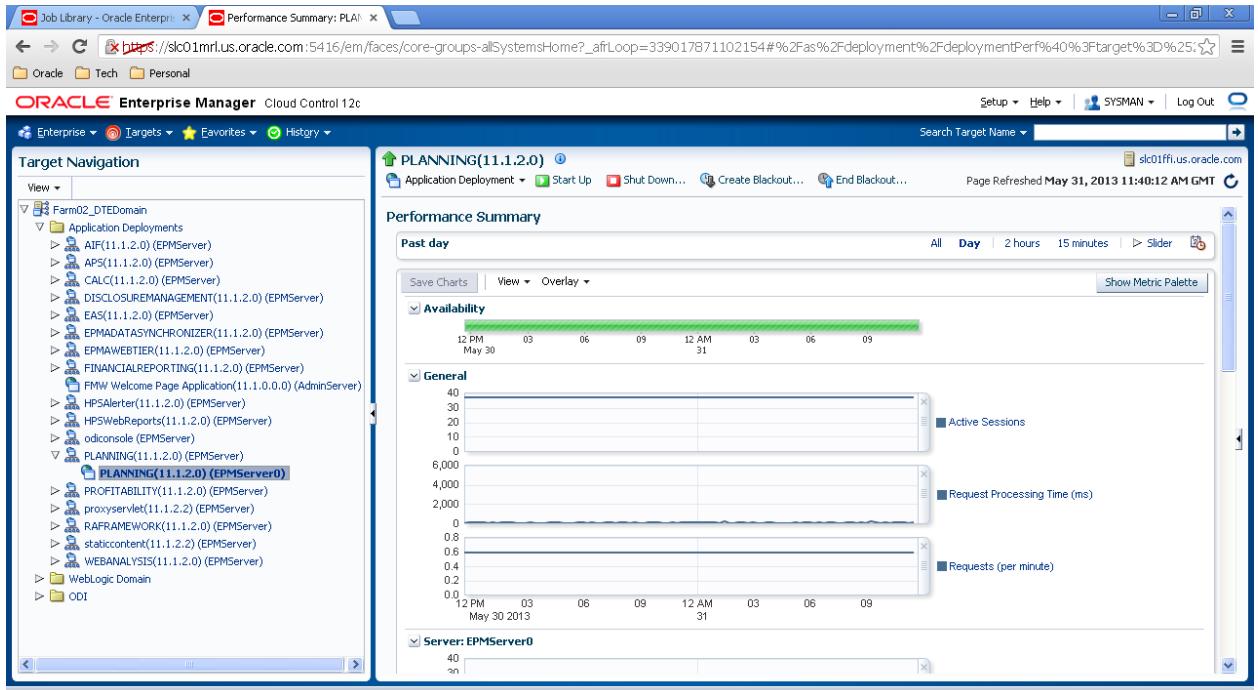 Job Library - Oracle Enterpri
Performance Summary: PLAN
https://slc01mrl.us.oracle.com:5416/em/faces/core-groups-allSystemsHome?_afrLoop=339017871102154#%2Fas%2Fdeployment%2FdeploymentPerf%40%3Ftarget%3D%25
Oracle Tech Personal
ORACLE Enterprise Manager Cloud Control 12c
Setup Help SYSMAN Log Out
Enterprise Targets Favorites History
Search Target Name
Target Navigation
View
Farm02_DTEDomain
Application Deployments
AIF(11.1.2.0) (EPMServer)
APS(11.1.2.0) (EPMServer)
CALC(11.1.2.0) (EPMServer)
DISCLOSUREMANAGEMENT(11.1.2.0) (EPMServer)
EAS(11.1.2.0) (EPMServer)
EPMADATASYNCHRONIZER(11.1.2.0) (EPMServer)
EPMAWEBTIER(11.1.2.0) (EPMServer)
FINANCIALREPORTING(11.1.2.0) (EPMServer)
FMW Welcome Page Application(11.1.0.0.0) (AdminServer)
HPSAlerter(11.1.2.0) (EPMServer)
HPSWebReports(11.1.2.0) (EPMServer)
odiconsole (EPMServer)
PLANNING(11.1.2.0) (EPMServer)
PLANNING(11.1.2.0) (EPMServer0)
PROFITABILITY(11.1.2.0) (EPMServer)
proxyservlet(11.1.2.2) (EPMServer)
RAFRAMEWORK(11.1.2.0) (EPMServer)
staticcontent(11.1.2.2) (EPMServer)
WEBANALYSIS(11.1.2.0) (EPMServer)
WebLogic Domain
ODI
PLANNING(11.1.2.0)
slc01ffi.us.oracle.com
Application Deployment Start Up Shut Down... Create Blackout... End Blackout...
Page Refreshed May 31, 2013 11:40:12 AM GMT
Performance Summary
Past day
All Day 2 hours 15 minutes Slider
Save Charts View Overlay
Show Metric Palette
Availability
12 PM 03 06 09 12 AM 03 06 09
May 30 31
General
40
30
20
10
0
Active Sessions
6,000
4,000
2,000
0
Request Processing Time (ms)
0.8
0.6
0.4
0.2
0.0
Requests (per minute)
12 PM 03 06 09 12 AM 03 06 09
May 30 2013 31
Server: EPMServer0
40
30